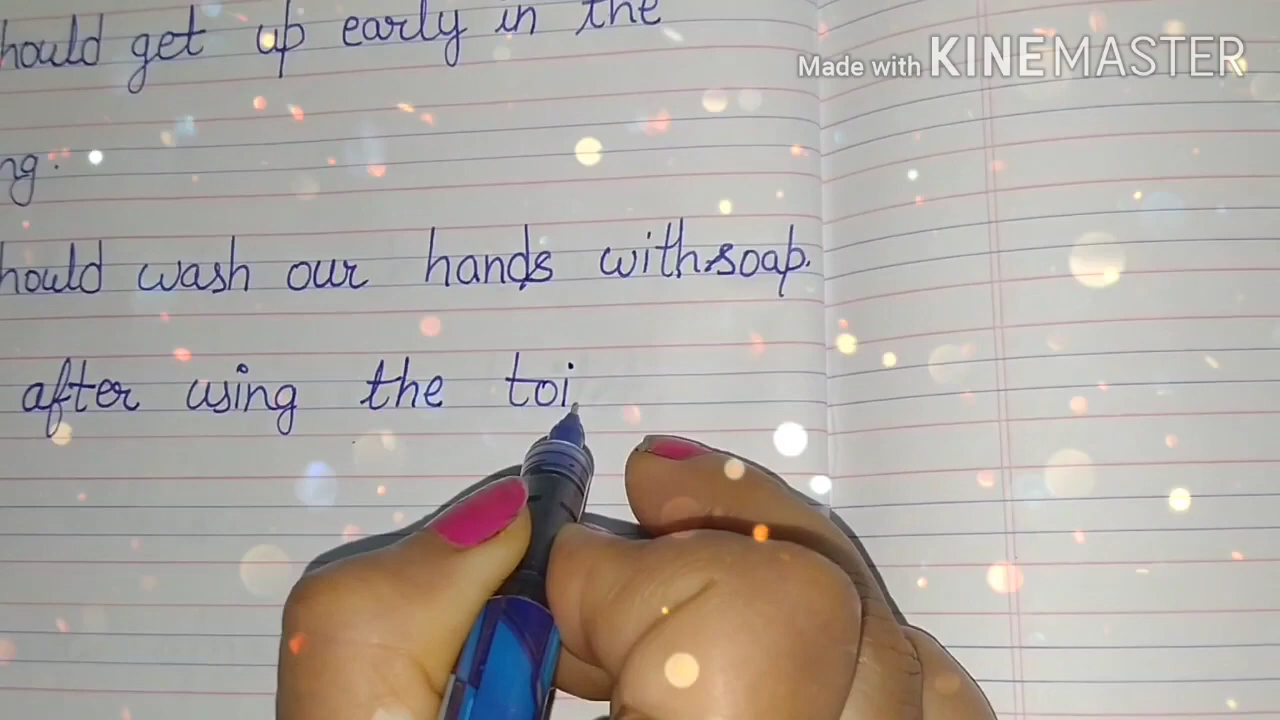 hould get up early in the
Made with KINEMASTER
ng.
hould wash our hands with soap.
after using the toi